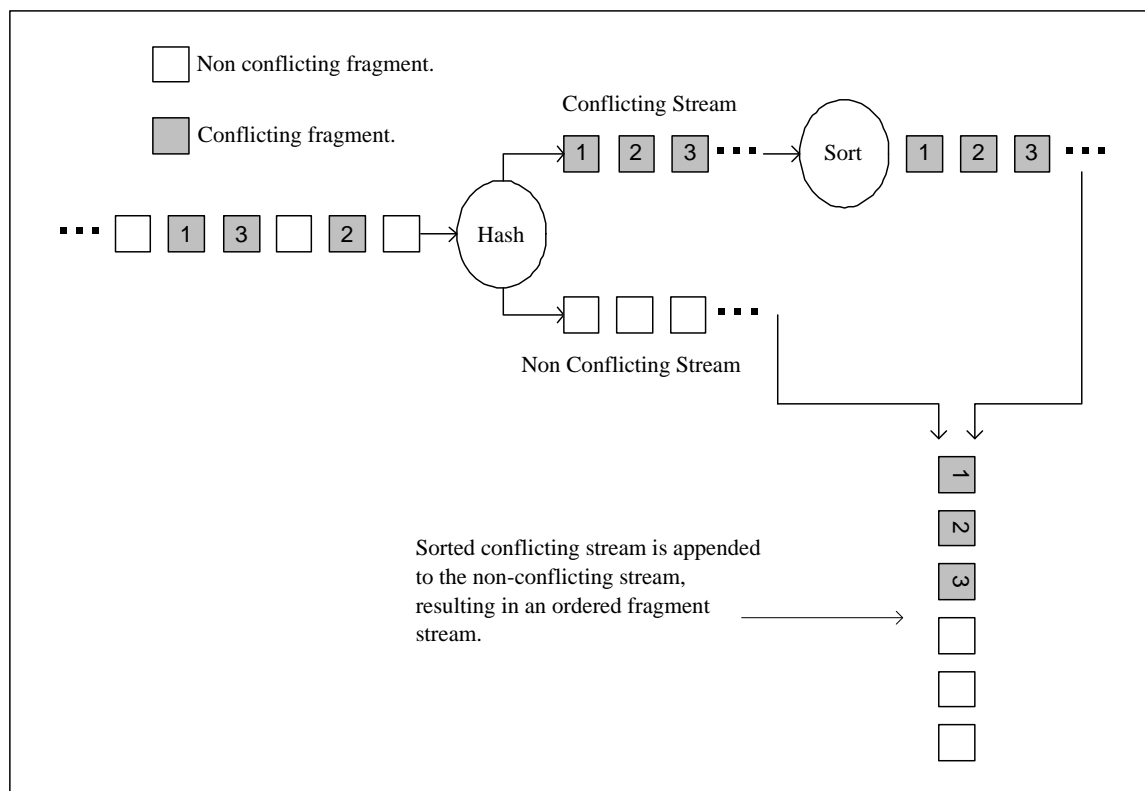 Non conflicting fragment.
Conflicting fragment.
Conflicting Stream
1 2 3
Sort
1 2 3
1 3 2
Hash
Non Conflicting Stream
1
2
3
Sorted conflicting stream is appended
to the non-conflicting stream,
resulting in an ordered fragment
stream.